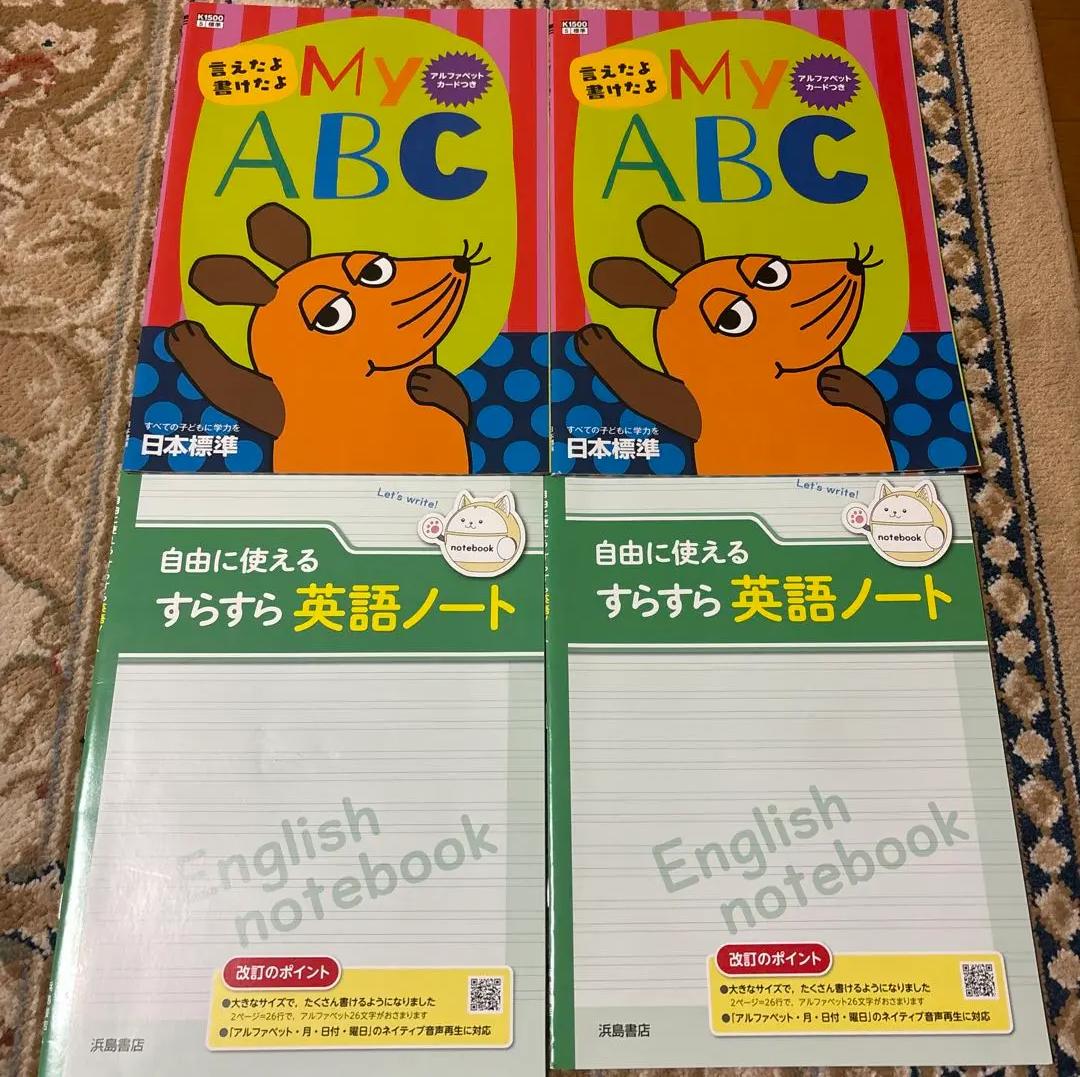 K1500
5 標準
言えたよ
書けたよ
My
ABC
アルファベット
カードつき
すべての子どもに学力を
日本標準
K1500
5 標準
言えたよ
書けたよ
My
ABC
アルファベット
カードつき
すべての子どもに学力を
日本標準
Let's write!
notebook
自由に使える
すらすら 英語ノート
English
notebook
改訂のポイント
●大きなサイズで，たくさん書けるようになりました
2ページ=26行で，アルファベット26文字がおさまります
●「アルファベット・月・日付・曜日」のネイティブ音声再生に対応
浜島書店
Let's write!
notebook
自由に使える
すらすら 英語ノート
English
notebook
改訂のポイント
●大きなサイズで，たくさん書けるようになりました
2ページ=26行で，アルファベット26文字がおさまります
●「アルファベット・月・日付・曜日」のネイティブ音声再生に対応
浜島書店